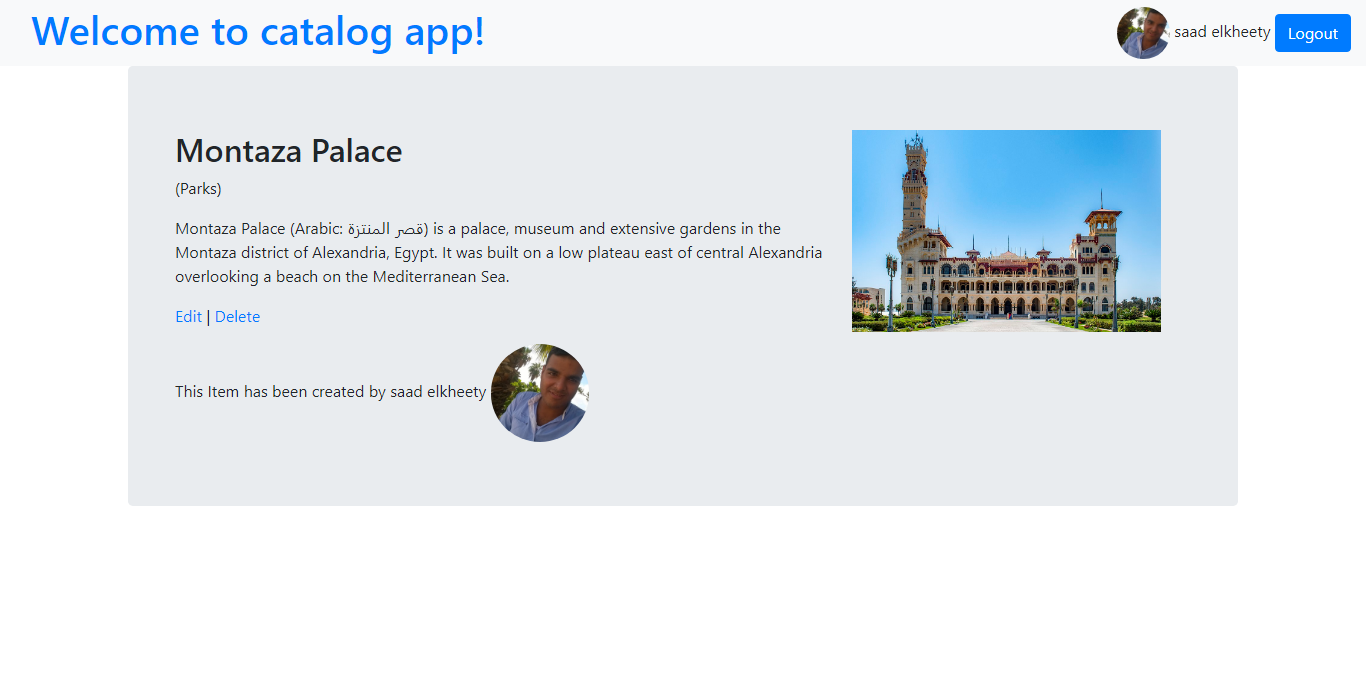 Welcome to catalog app!
saad elkheety
Logout
Montaza Palace
(Parks)
Montaza Palace (Arabic: قصر المنتزة) is a palace, museum and extensive gardens in the
Montaza district of Alexandria, Egypt. It was built on a low plateau east of central Alexandria
overlooking a beach on the Mediterranean Sea.
Edit | Delete
This Item has been created by saad elkheety